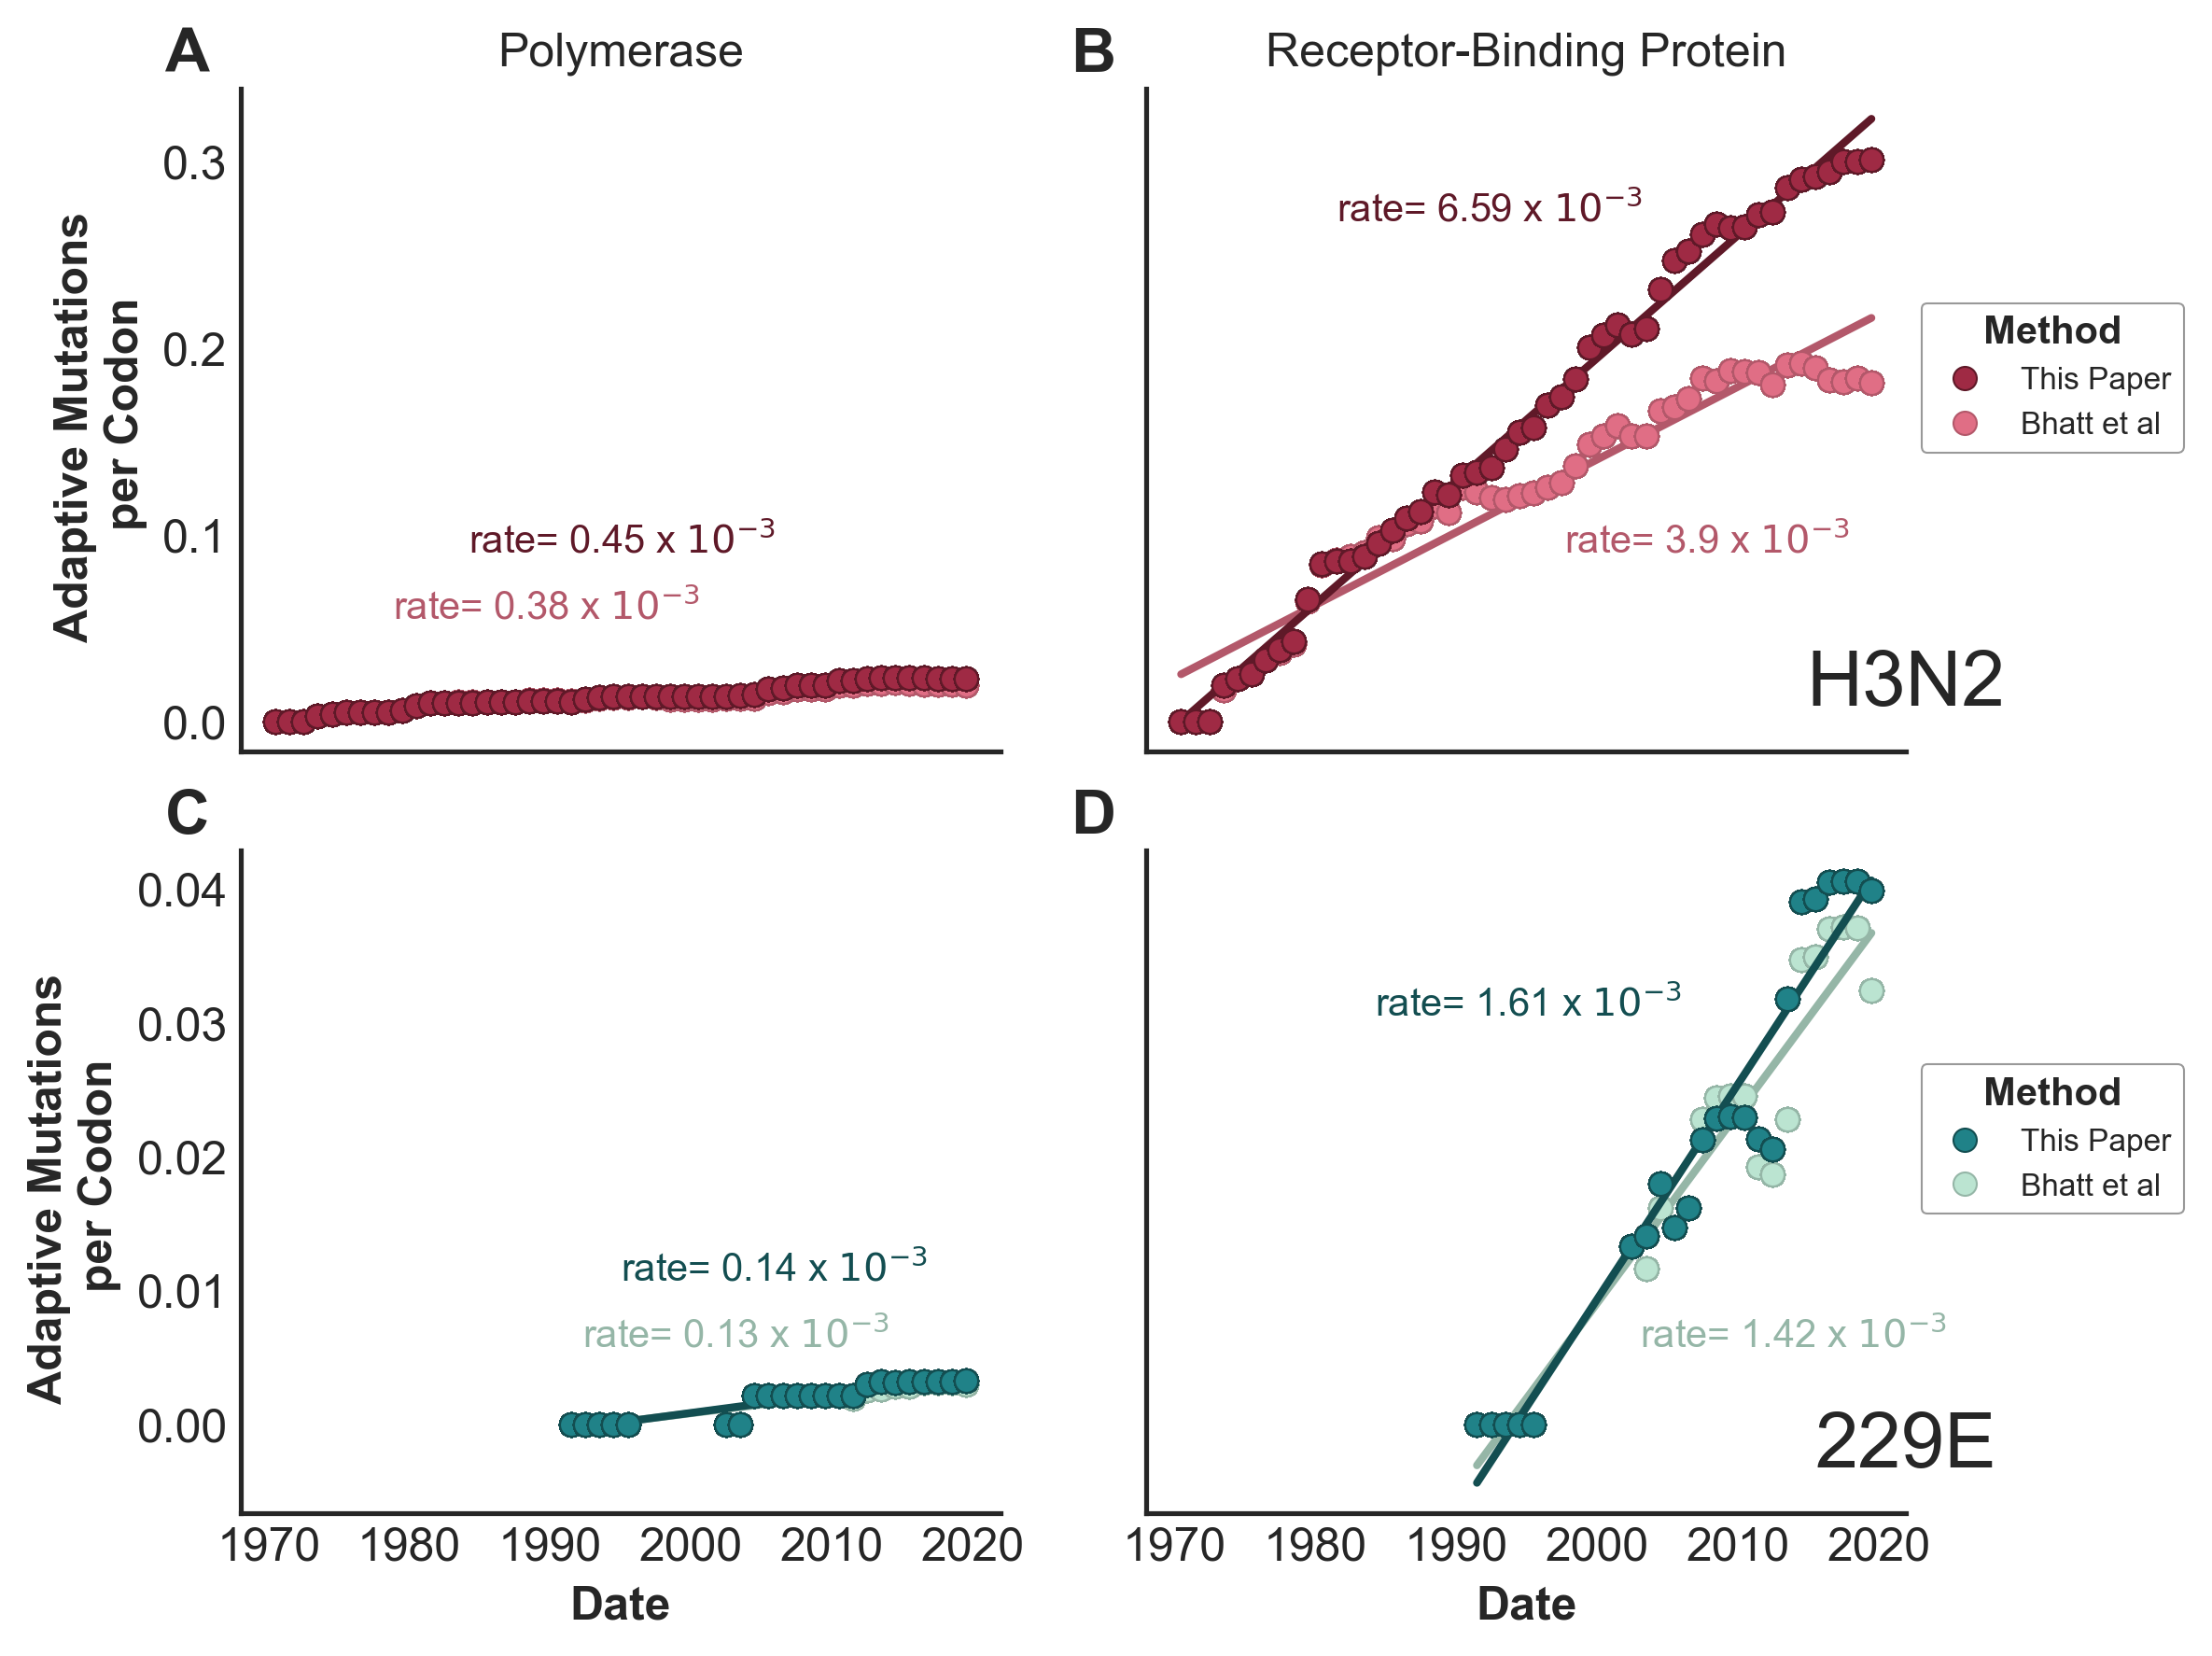 A
Polymerase
B
Receptor-Binding Protein
Adaptive Mutations
per Codon
0.3
0.2
0.1
0.0
rate= 0.45 x 10⁻³
rate= 0.38 x 10⁻³
rate= 6.59 x 10⁻³
rate= 3.9 x 10⁻³
H3N2
Method
This Paper
Bhatt et al
C
D
Adaptive Mutations
per Codon
0.04
0.03
0.02
0.01
0.00
rate= 0.14 x 10⁻³
rate= 0.13 x 10⁻³
1970 1980 1990 2000 2010 2020
Date
rate= 1.61 x 10⁻³
rate= 1.42 x 10⁻³
229E
1970 1980 1990 2000 2010 2020
Date
Method
This Paper
Bhatt et al